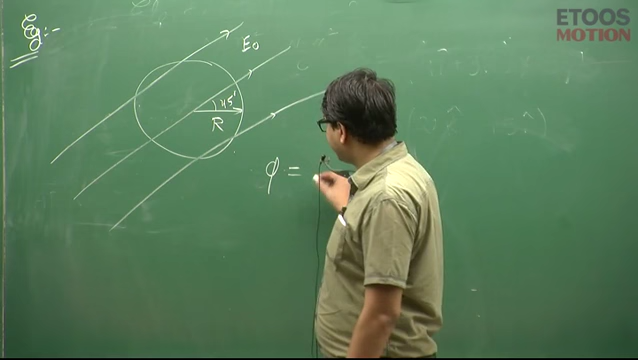 Eg:-
ETOOS
MOTION
E₀
45°
R
φ =